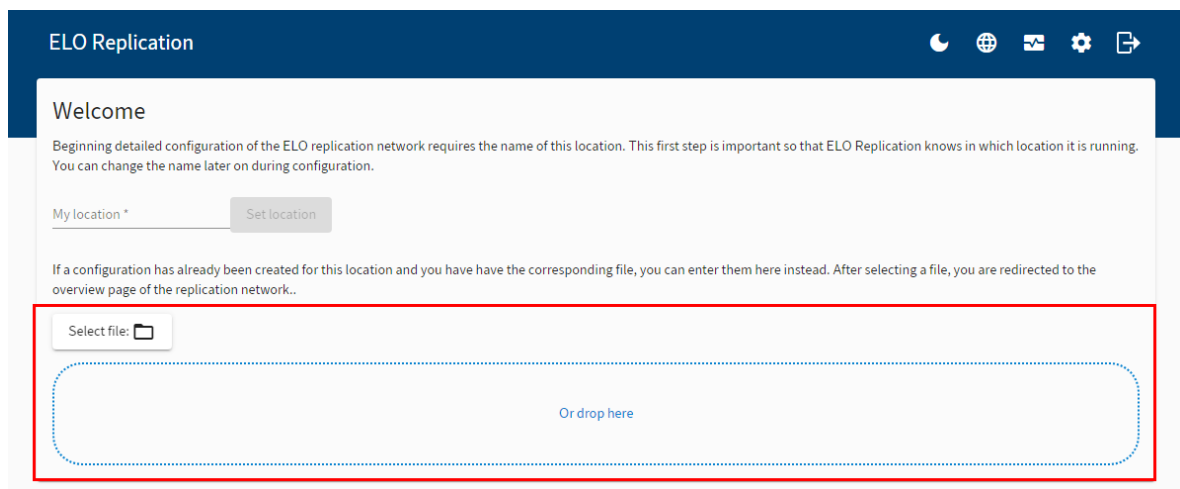 ELO Replication
Welcome
Beginning detailed configuration of the ELO replication network requires the name of this location. This first step is important so that ELO Replication knows in which location it is running.
You can change the name later on during configuration.
My location *
Set location
If a configuration has already been created for this location and you have have the corresponding file, you can enter them here instead. After selecting a file, you are redirected to the
overview page of the replication network..
Select file:
Or drop here